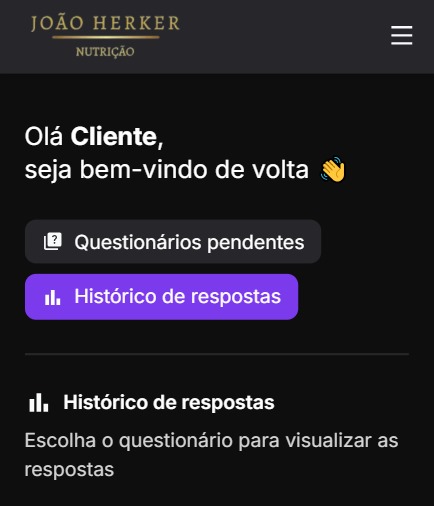 JOÃO HERKER
NUTRIÇÃO
Olá Cliente,
seja bem-vindo de volta 👋
Questionários pendentes
Histórico de respostas
Histórico de respostas
Escolha o questionário para visualizar as
respostas